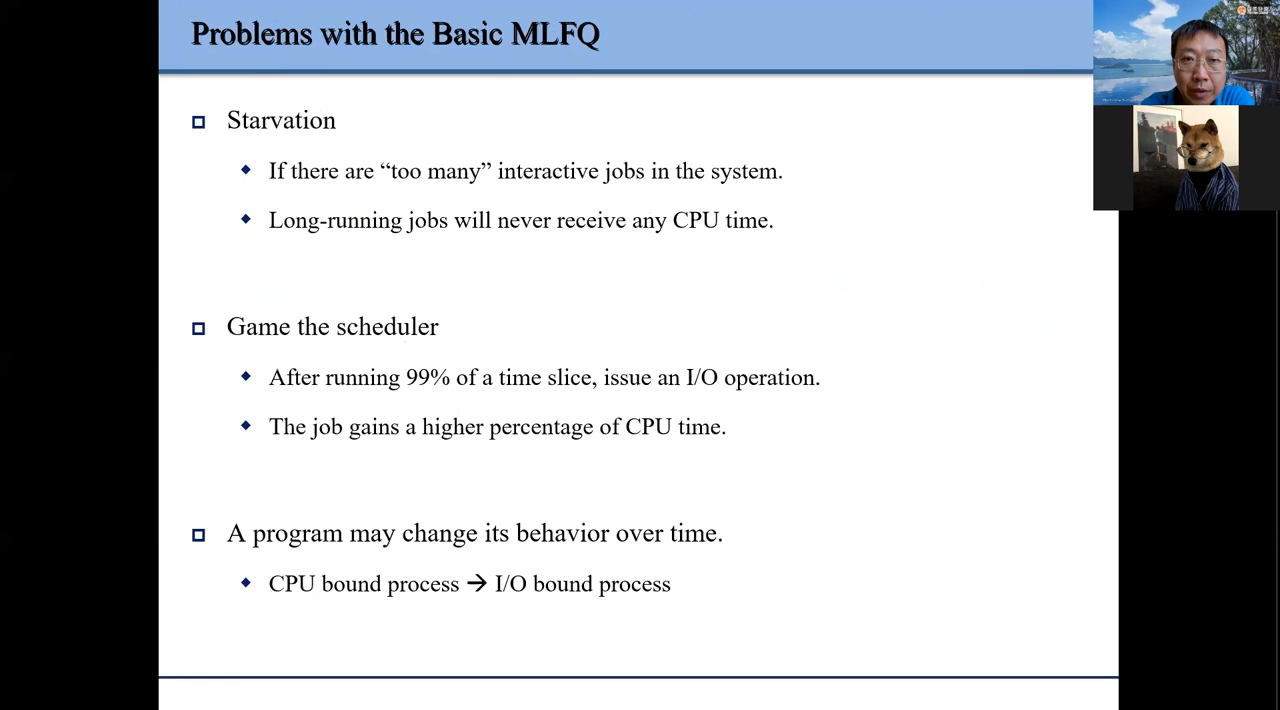 Problems with the Basic MLFQ
Starvation
If there are “too many” interactive jobs in the system.
Long-running jobs will never receive any CPU time.
Game the scheduler
After running 99% of a time slice, issue an I/O operation.
The job gains a higher percentage of CPU time.
A program may change its behavior over time.
CPU bound process → I/O bound process